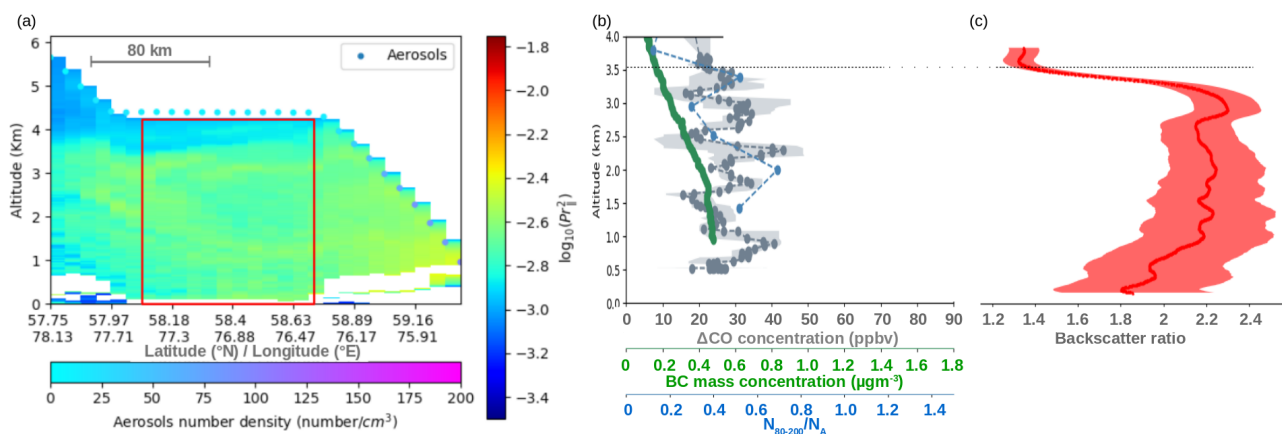 (a)
6
5
4
3
2
1
0
Altitude (Km)
80 km
Aerosols
57.75 57.97 58.18 58.4 58.63 58.89 59.16
78.13 77.71 77.3 76.88 76.47 76.17 75.91
Latitude (°N) / Longitude (°E)
0 25 50 75 100 125 150 175 200
Aerosols number density (number/cm³)
−1.8
−2.0
−2.2
−2.4
−2.6
−2.8
−3.0
−3.2
−3.4
log₁₀(Pr²∥)
(b)
4.0
3.5
3.0
2.5
2.0
1.5
1.0
0.5
0.0
Altitude (km)
0 10 20 30 40 50 60 70 80 90
ΔCO concentration (ppbv)
0 0.2 0.4 0.6 0.8 1.0 1.2 1.4 1.6 1.8
BC mass concentration (µgm⁻³)
0 0.2 0.4 0.6 0.8 1.0 1.2 1.4
N80-200/NA
(c)
1.2 1.4 1.6 1.8 2.0 2.2 2.4
Backscatter ratio